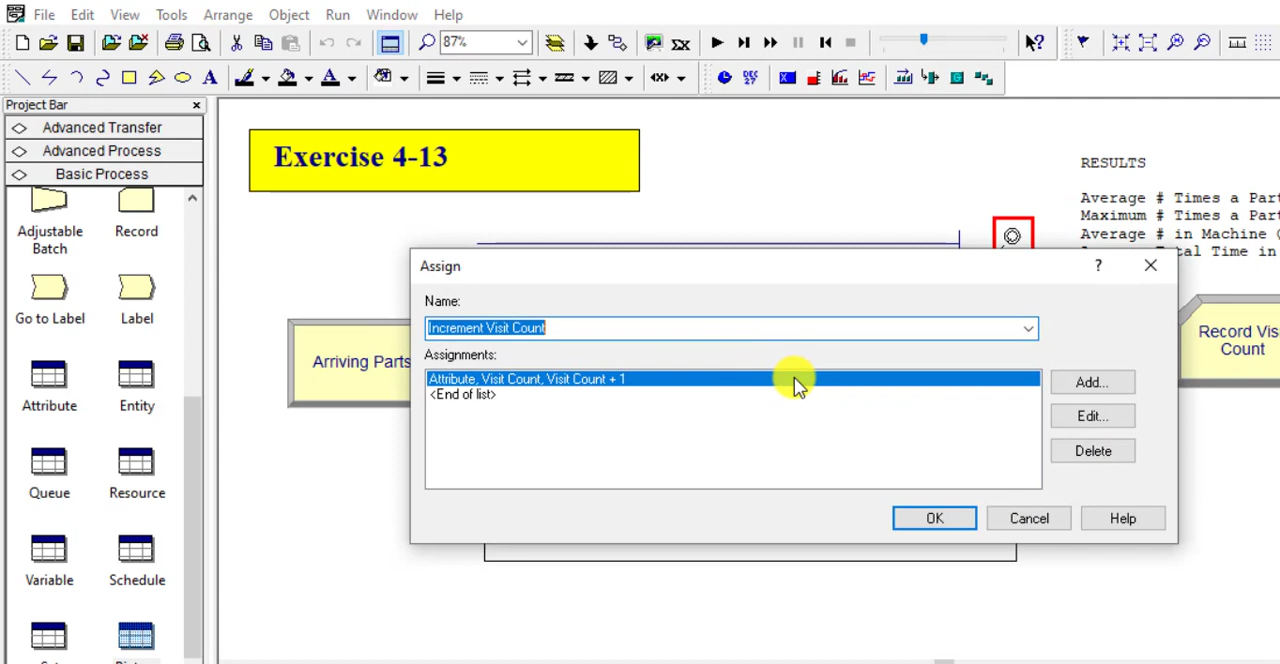 File Edit View Tools Arrange Object Run Window Help
87%
Project Bar
Advanced Transfer
Advanced Process
Basic Process
Adjustable
Batch
Record
Go to Label
Label
Attribute
Entity
Queue
Resource
Variable
Schedule
Exercise 4-13
RESULTS
Average # Times a Part
Maximum # Times a Part
Average # in Machine
Total Time in
Arriving Parts
Record
Count
Assign
Name:
Increment Visit Count
Assignments:
Attribute, Visit Count, Visit Count + 1
<End of list>
Add...
Edit...
Delete
OK
Cancel
Help